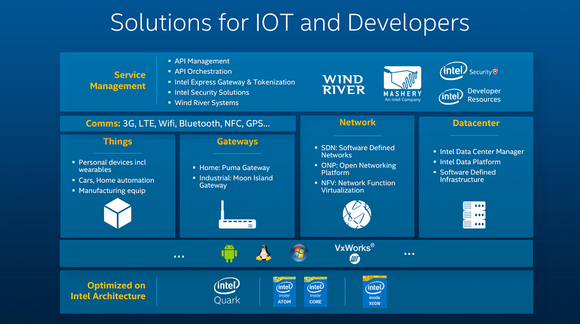 Solutions for IOT and Developers
Service
Management
• API Management
• API Orchestration
• Intel Express Gateway & Tokenization
• Intel Security Solutions
• Wind River Systems
WIND
RIVER
MASHERY
An Intel Company
intel Security
intel Developer
Resources
Comms: 3G, LTE, Wifi, Bluetooth, NFC, GPS...
Things
• Personal devices incl
wearables
• Cars, Home automation
• Manufacturing equip
Gateways
• Home: Puma Gateway
• Industrial: Moon Island
Gateway
Network
• SDN: Software Defined
Networks
• ONP: Open Networking
Platform
• NFV: Network Function
Virtualization
Datacenter
• Intel Data Center Manager
• Intel Data Platform
• Software Defined
Infrastructure
...
VxWorks®
...
Optimized on
Intel Architecture
intel
Quark
intel
inside
ATOM
intel
inside
CORE
intel
inside
XEON